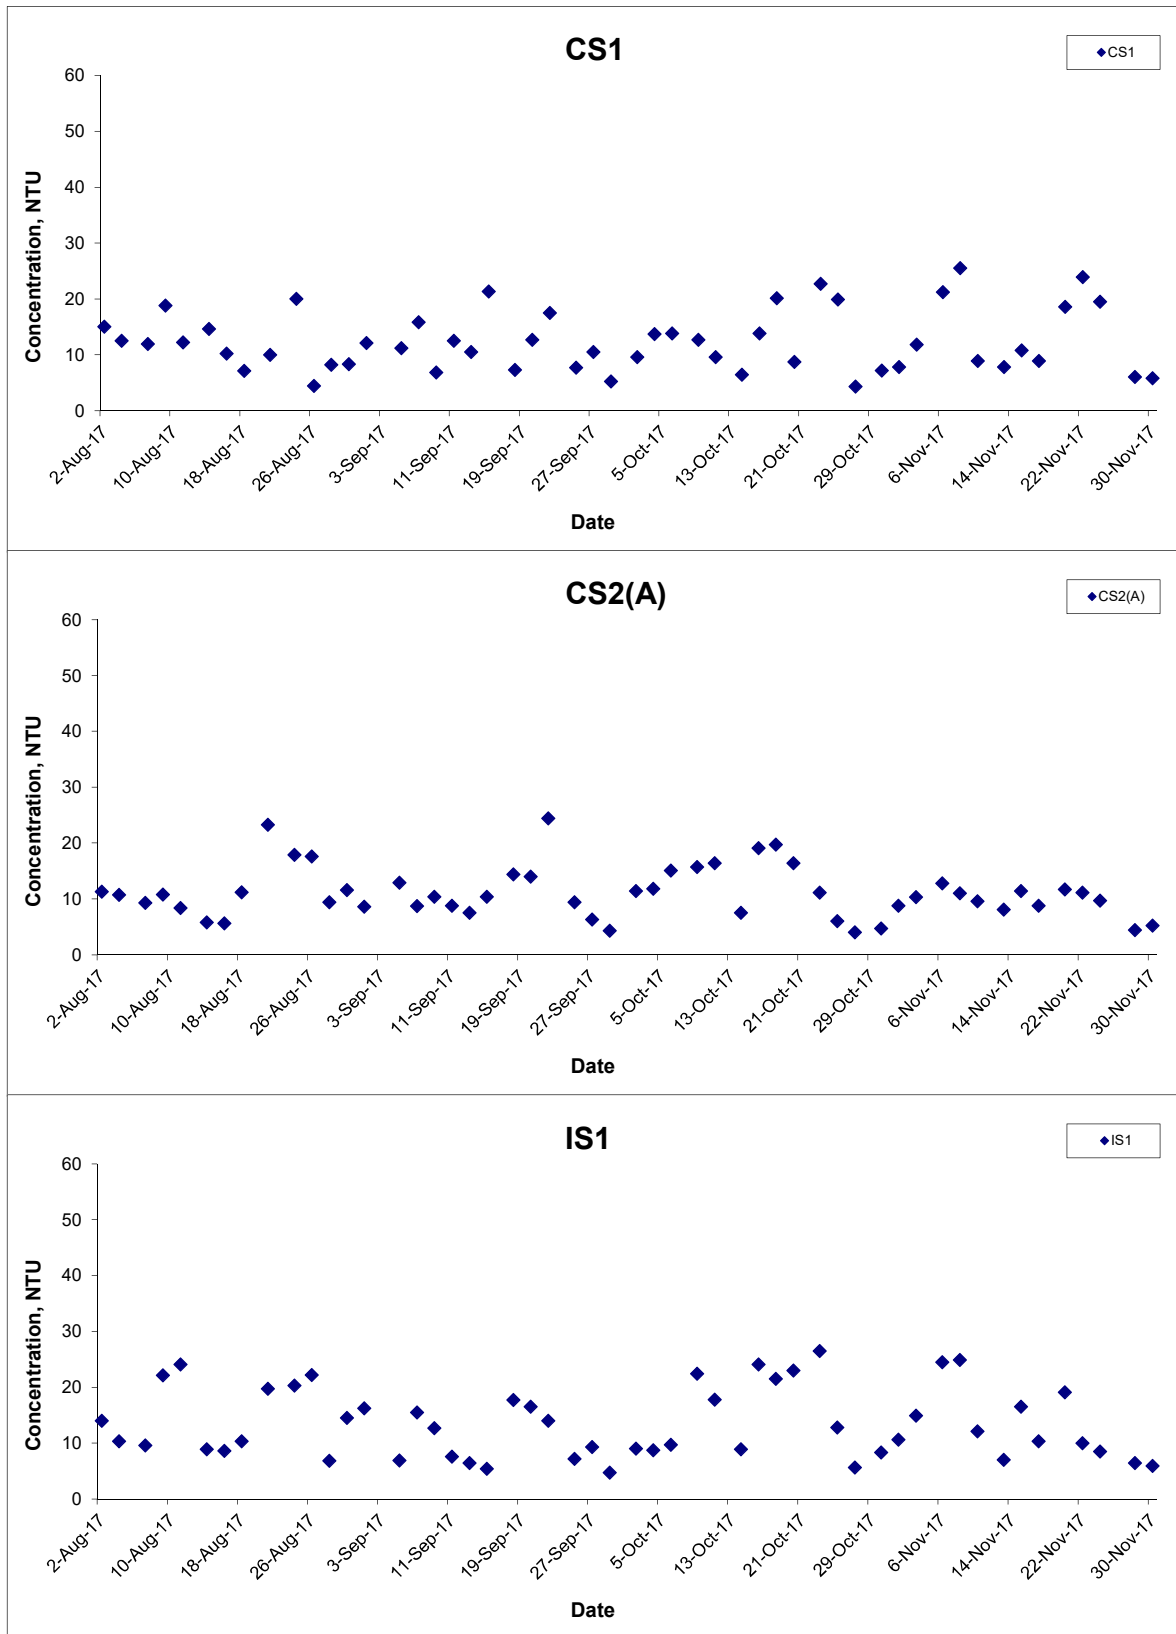 CS1
CS1
60
50
40
30
20
10
0
Concentration, NTU
2-Aug-17
10-Aug-17
18-Aug-17
26-Aug-17
3-Sep-17
11-Sep-17
19-Sep-17
27-Sep-17
5-Oct-17
13-Oct-17
21-Oct-17
29-Oct-17
6-Nov-17
14-Nov-17
22-Nov-17
30-Nov-17
Date
CS2(A)
CS2(A)
60
50
40
30
20
10
0
Concentration, NTU
2-Aug-17
10-Aug-17
18-Aug-17
26-Aug-17
3-Sep-17
11-Sep-17
19-Sep-17
27-Sep-17
5-Oct-17
13-Oct-17
21-Oct-17
29-Oct-17
6-Nov-17
14-Nov-17
22-Nov-17
30-Nov-17
Date
IS1
IS1
60
50
40
30
20
10
0
Concentration, NTU
2-Aug-17
10-Aug-17
18-Aug-17
26-Aug-17
3-Sep-17
11-Sep-17
19-Sep-17
27-Sep-17
5-Oct-17
13-Oct-17
21-Oct-17
29-Oct-17
6-Nov-17
14-Nov-17
22-Nov-17
30-Nov-17
Date